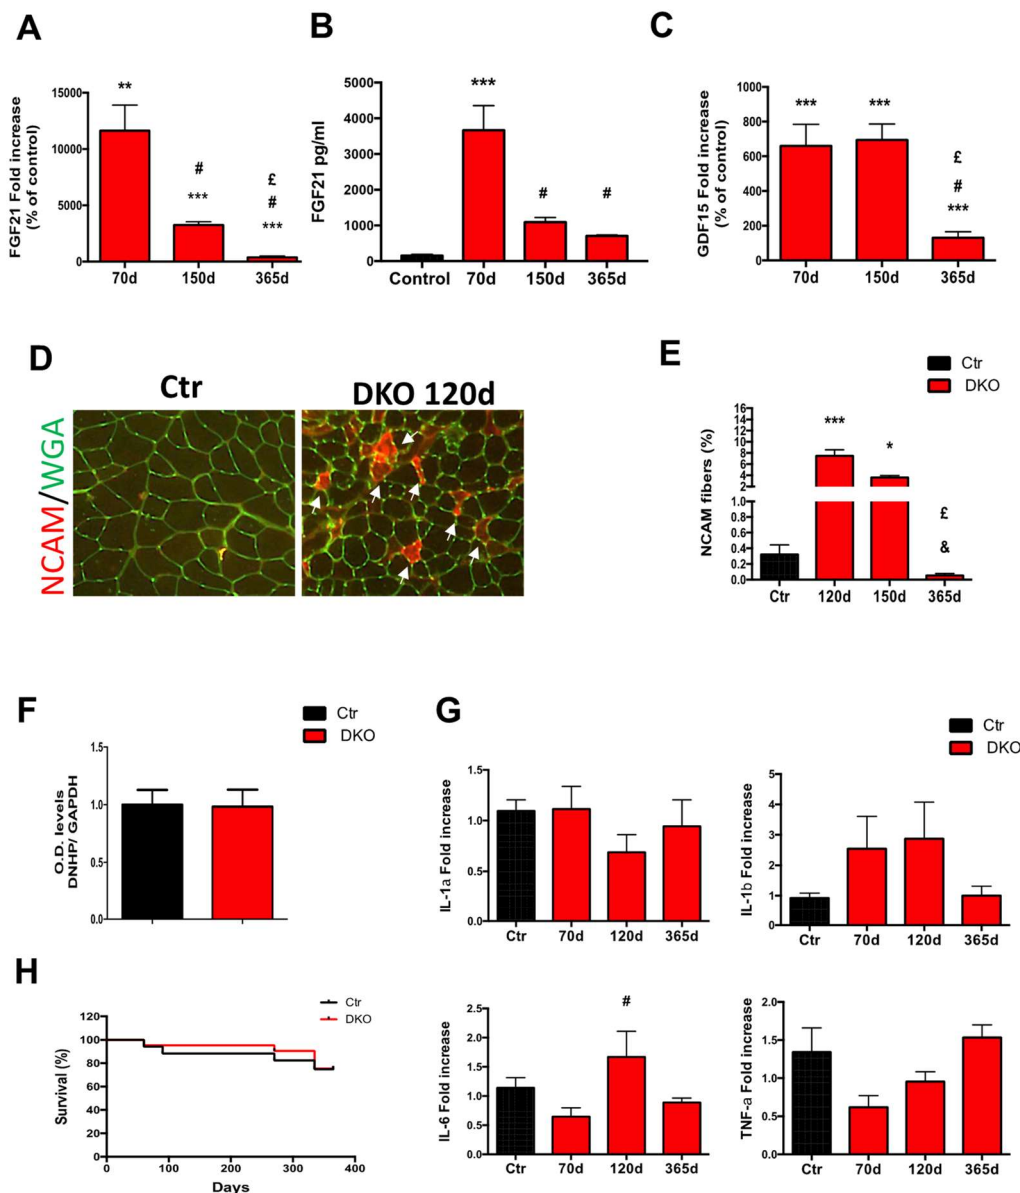 A
FGF21 Fold increase
(% of control)
15000
10000
5000
0
**
#
***
£
#
***
70d 150d 365d
B
FGF21 pg/ml
5000
4000
3000
2000
1000
0
***
#
#
Control 70d 150d 365d
C
GDF15 Fold increase
(% of control)
1000
800
600
400
200
0
***
***
£
#
***
70d 150d 365d
D
Ctr
DKO 120d
NCAM/WGA
E
Ctr
DKO
NCAM fibers (%)
16
14
12
10
8
6
4
2
1.0
0.8
0.6
0.4
0.2
0.0
***
*
£
&
Ctr 120d 150d 365d
F
Ctr
DKO
O.D. levels
DNHP/ GAPDH
1.5
1.0
0.5
0.0
G
Ctr
DKO
IL-1a Fold increase
1.5
1.0
0.5
0.0
Ctr 70d 120d 365d
IL-1b Fold increase
5
4
3
2
1
0
Ctr 70d 120d 365d
H
Ctr
DKO
Survival (%)
120
100
80
60
40
20
0
0 100 200 300 400
Days
IL-6 Fold increase
2.5
2.0
1.5
1.0
0.5
0.0
#
Ctr 70d 120d 365d
TNF-a Fold increase
2.0
1.5
1.0
0.5
0.0
Ctr 70d 120d 365d